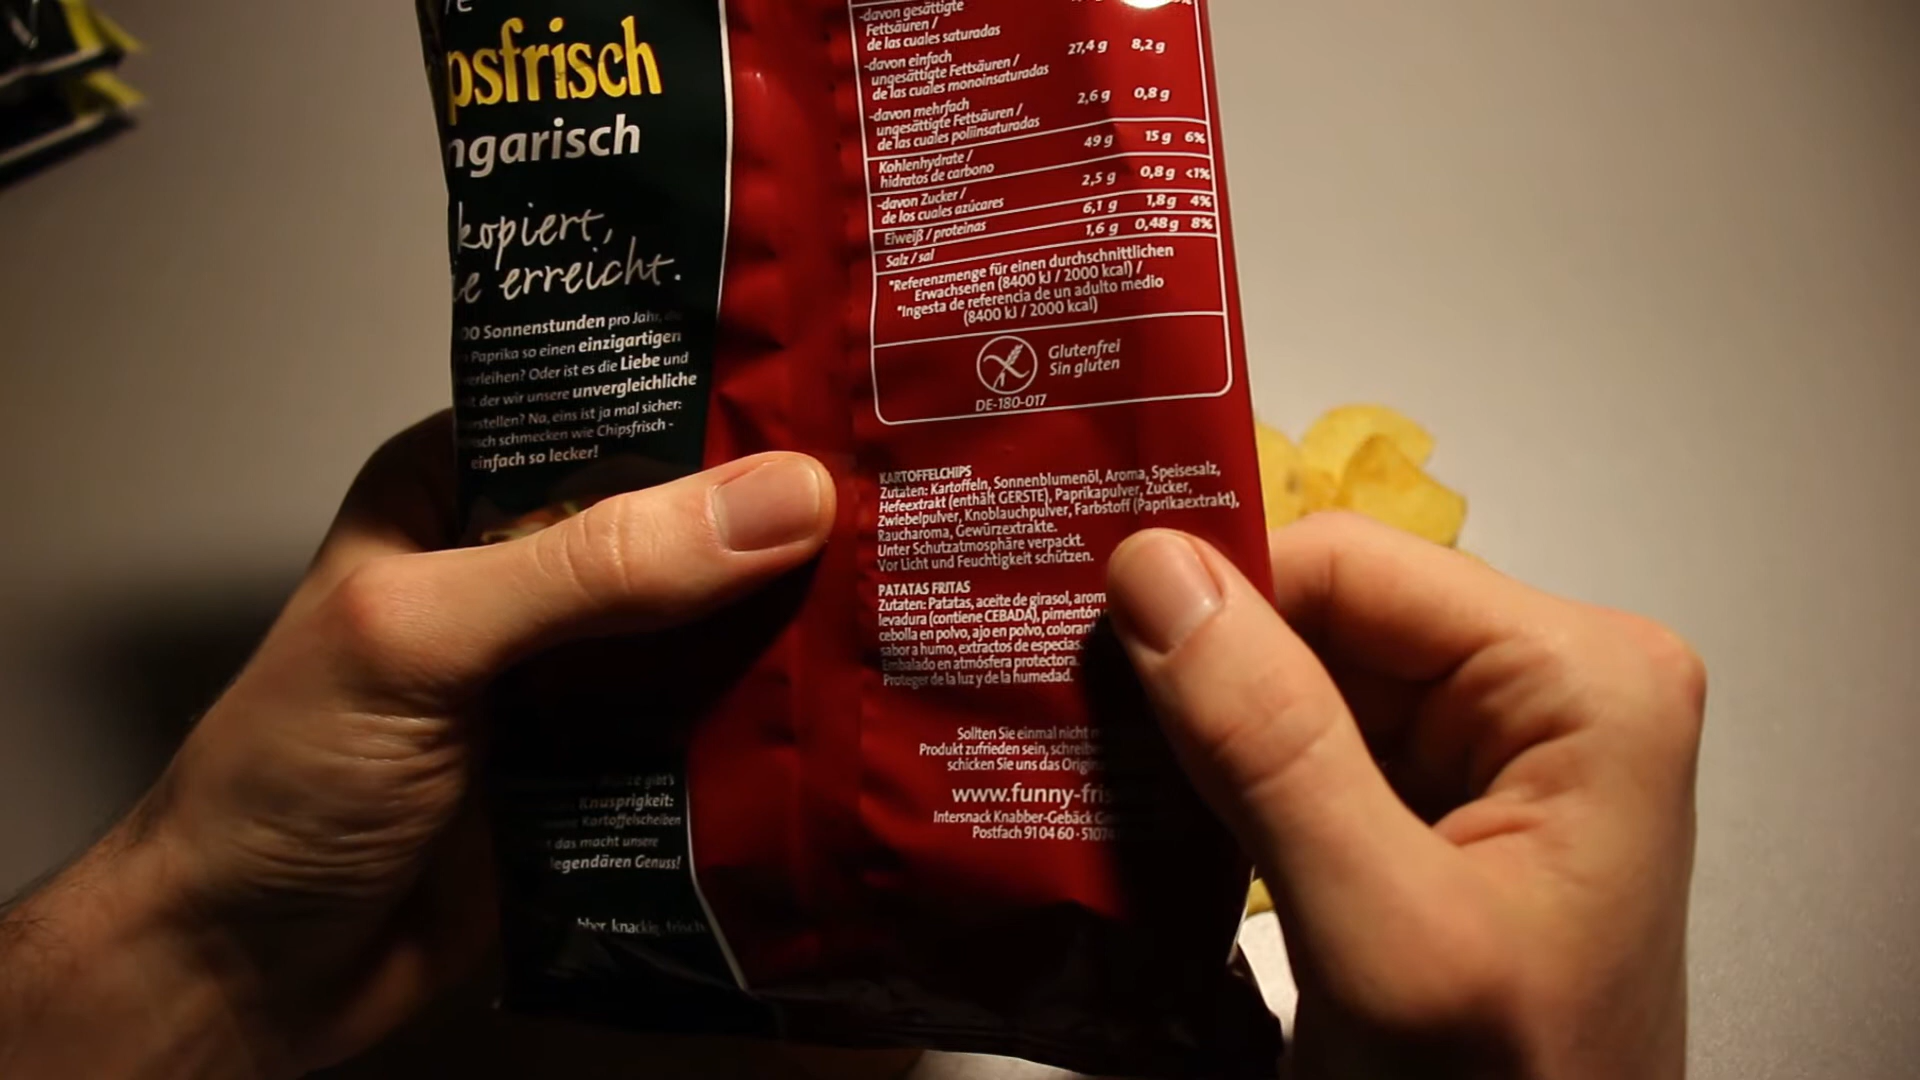 psfrisch
ngarisch
kopiert,
ie erreicht.
00 Sonnenstunden pro Jahr,
Paprika so einen einzigartigen
verleihen? Oder ist es die Liebe und
der wir unsere unvergleichliche
rstellen? Na, eins ist ja mal sicher:
sch schmecken wie Chipsfrisch -
einfach so lecker!
gibt's
Knusprigkeit:
Kartoffelscheiben
das macht unsere
legendären Genuss!
knackig, frisch
-davon gesättigte
Fettsäuren /
de las cuales saturadas
-davon einfach
ungesättigte Fettsäuren /
de las cuales monoinsaturadas
27,4 g 8,2 g
-davon mehrfach
ungesättigte Fettsäuren /
de las cuales poliinsaturadas
2,6 g 0,8 g
Kohlenhydrate /
hidratos de carbono
49 g 15 g 6%
-davon Zucker /
de los cuales azúcares
2,5 g 0,8 g <1%
Eiweiß / proteinas 6,1 g 1,8 g 4%
Salz / sal 1,6 g 0,48 g 8%
*Referenzmenge für einen durchschnittlichen
Erwachsenen (8400 kJ / 2000 kcal) /
*Ingesta de referencia de un adulto medio
(8400 kJ / 2000 kcal)
Glutenfrei
Sin gluten
DE-180-017
KARTOFFELCHIPS
Zutaten: Kartoffeln, Sonnenblumenöl, Aroma, Speisesalz,
Hefeextrakt (enthält GERSTE), Paprikapulver, Zucker,
Zwiebelpulver, Knoblauchpulver, Farbstoff (Paprikaextrakt),
Raucharoma, Gewürzextrakte.
Unter Schutzatmosphäre verpackt.
Vor Licht und Feuchtigkeit schützen.
PATATAS FRITAS
Zutaten: Patatas, aceite de girasol, arom
levadura (contiene CEBADA), pimentón
cebolla en polvo, ajo en polvo, coloran
sabor a humo, extractos de especias.
Embalado en atmósfera protectora.
Proteger de la luz y de la humedad.
Sollten Sie einmal nicht
Produkt zufrieden sein, schreibe
schicken Sie uns das Origin
www.funny-fris
Intersnack Knabber-Gebäck G
Postfach 91 04 60 · 5107